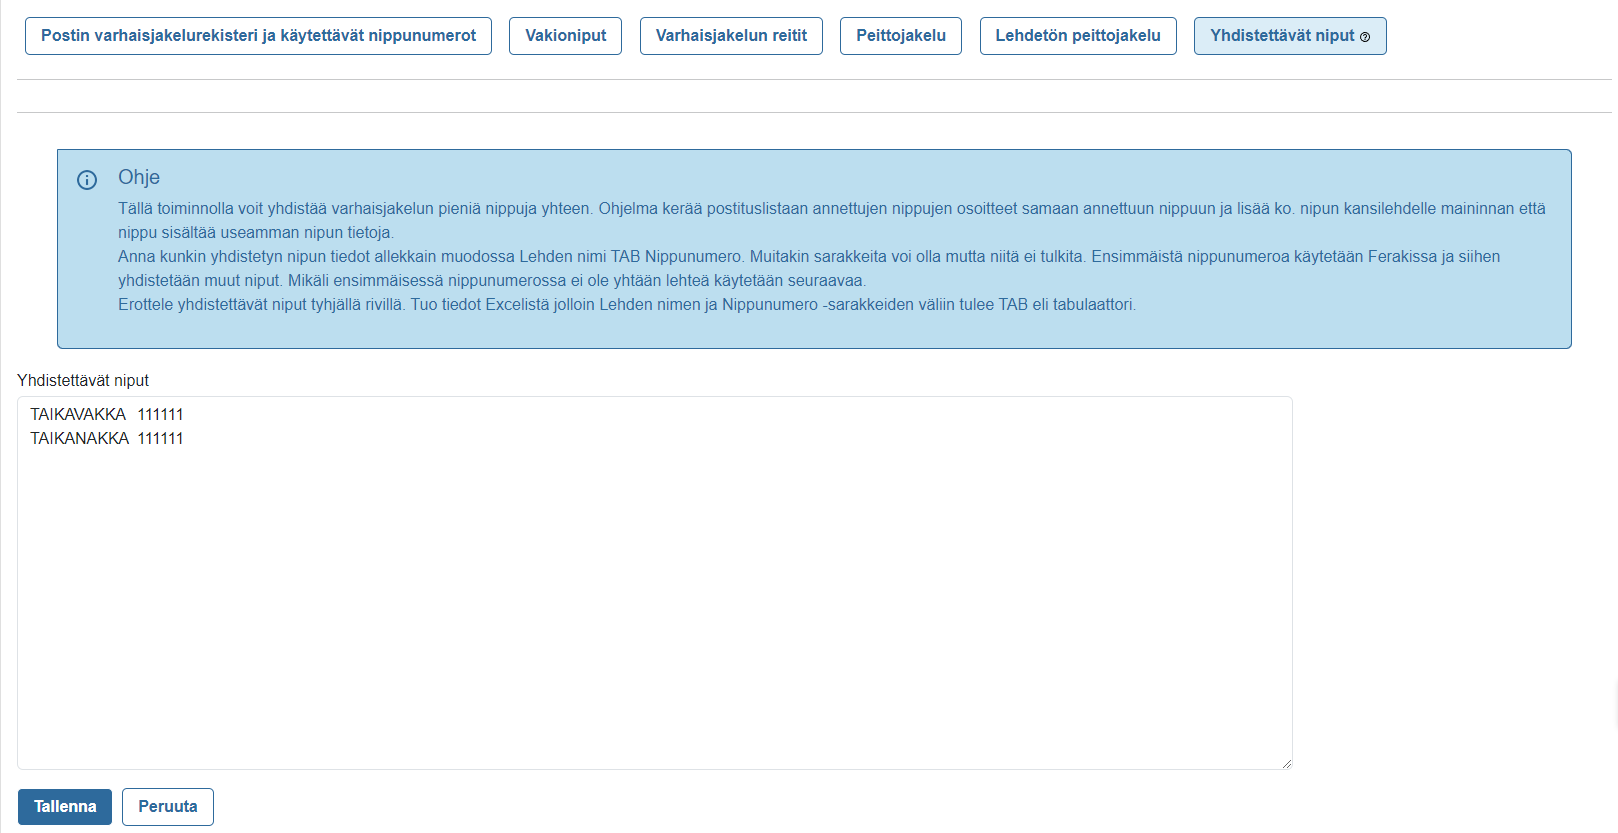 Postin varhaisjakelurekisteri ja käytettävät nippunumerot
Vakioniput
Varhaisjakelun reitit
Peittojakelu
Lehdetön peittojakelu
Yhdistettävät niput
Ohje
Tällä toiminnolla voit yhdistää varhaisjakelun pieniä nippuja yhteen. Ohjelma kerää postituslistaan annettujen nippujen osoitteet samaan annettuun nippuun ja lisää ko. nipun kansilehdelle maininnan että
nippu sisältää useamman nipun tietoja.
Anna kunkin yhdistetyn nipun tiedot allekkain muodossa Lehden nimi TAB Nippunumero. Muitakin sarakkeita voi olla mutta niitä ei tulkita. Ensimmäistä nippunumeroa käytetään Ferakissa ja siihen
yhdistetään muut niput. Mikäli ensimmäisessä nippunumerossa ei ole yhtään lehteä käytetään seuraavaa.
Erottele yhdistettävät niput tyhjällä rivillä. Tuo tiedot Excelistä jolloin Lehden nimen ja Nippunumero -sarakkeiden väliin tulee TAB eli tabulaattori.
Yhdistettävät niput
TAIKAVAKKA 111111
TAIKANAKKA 111111
Tallenna
Peruuta